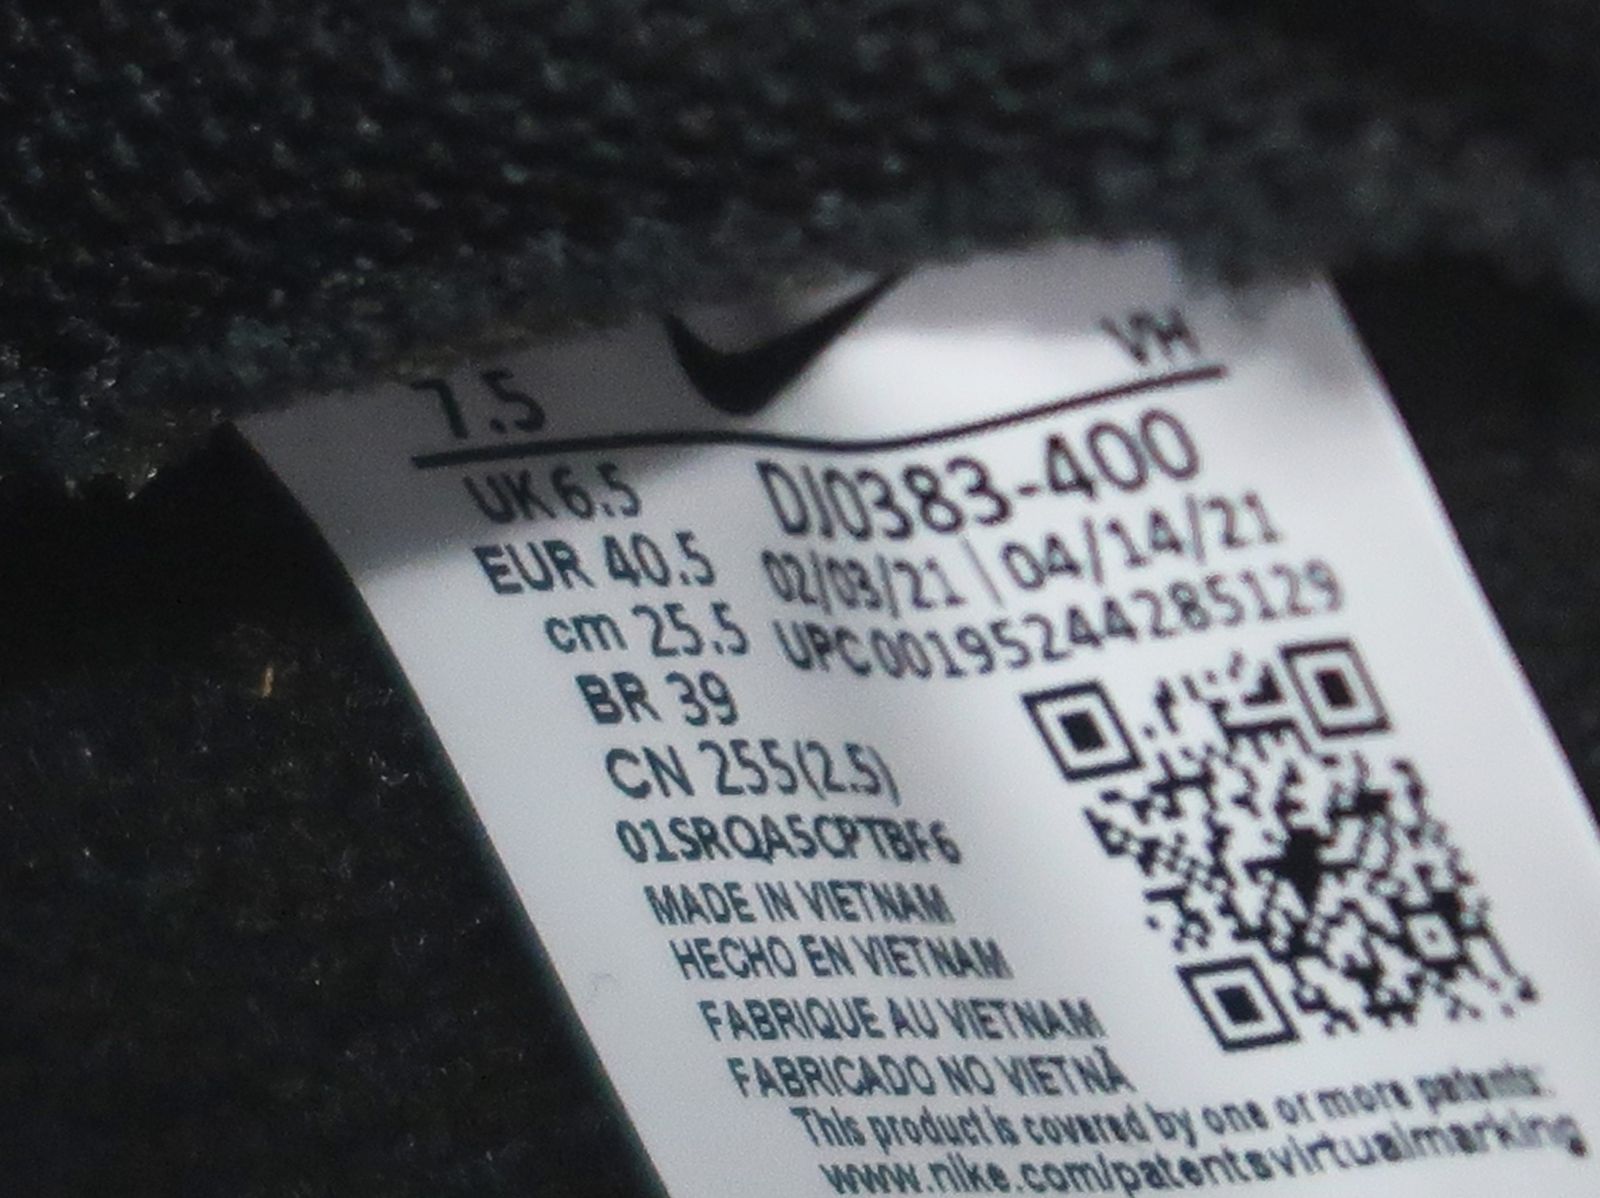 7.5 VH
UK 6.5 DJ0383-400
EUR 40.5 02/03/21 | 04/14/21
cm 25.5 UPC 00195244285129
BR 39
CN 255(2.5)
01SRQA5CPTBF6
MADE IN VIETNAM
HECHO EN VIETNAM
FABRIQUE AU VIETNAM
FABRICADO NO VIETNÃ
This product is covered by one or more patents:
www.nike.com/patentsvirtualmarking